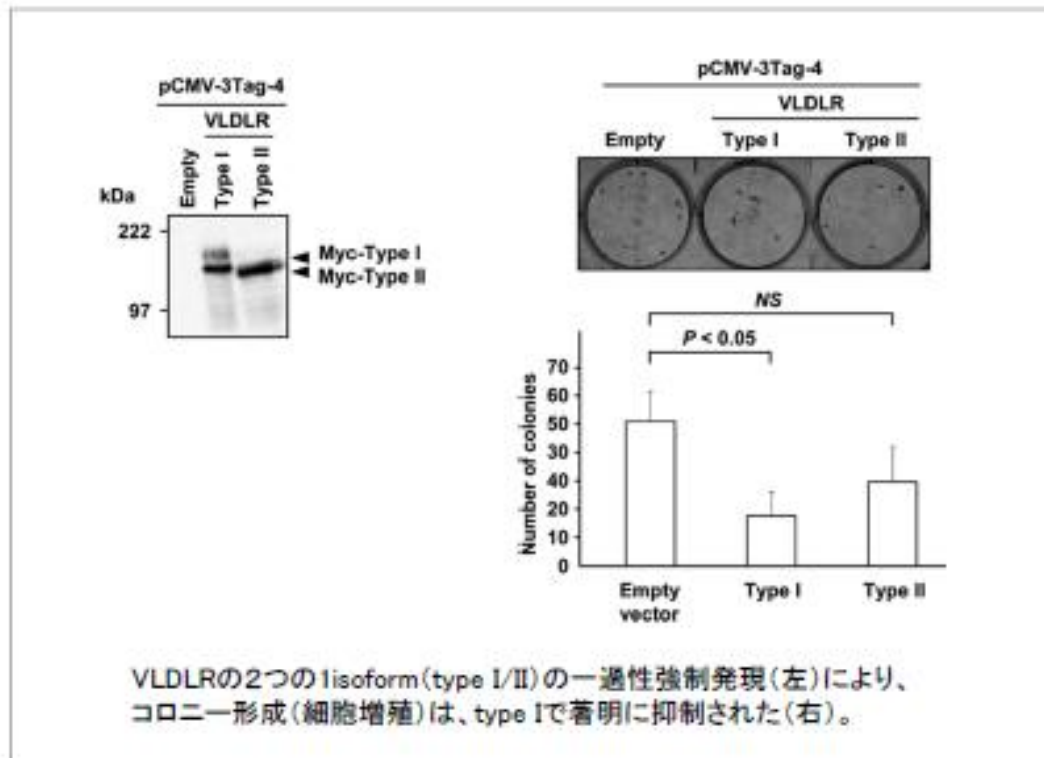 pCMV-3Tag-4
VLDLR
Empty
Type I
Type II
kDa
222
97
Myc-Type I
Myc-Type II
pCMV-3Tag-4
VLDLR
Empty Type I Type II
NS
P < 0.05
Number of colonies
70
60
50
30
40
20
10
0
Empty vector
Type I
Type II
VLDLRの2つの1isoform(type I/II)の一過性強制発現(左)により、
コロニー形成(細胞増殖)は、type Iで著明に抑制された(右)。